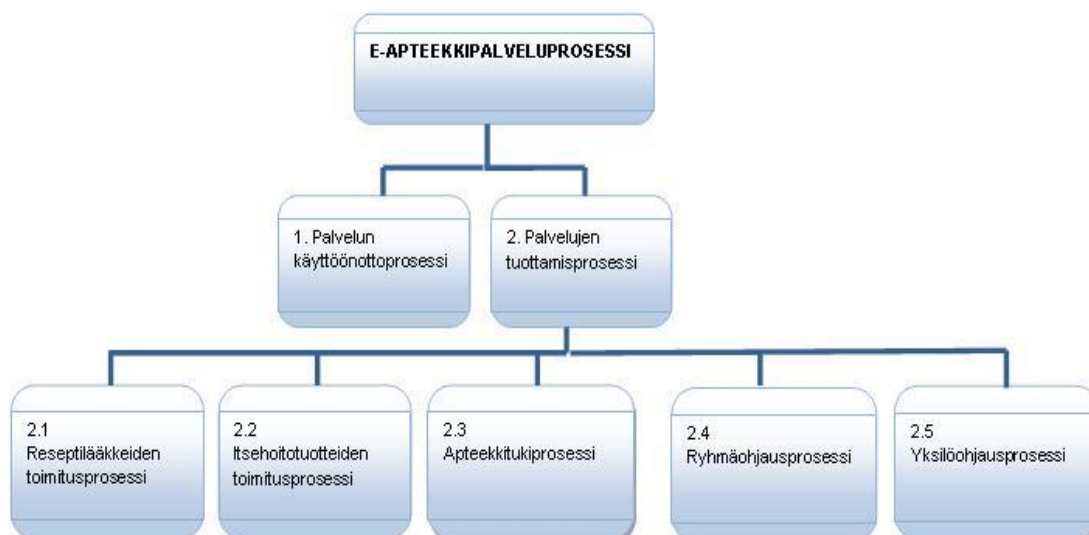 E-APTEEKKIPALVELUPROSESSI
1. Palvelun
käyttöönottoprosessi
2. Palvelujen
tuottamisprosessi
2.1
Reseptilääkkeiden
toimitusprosessi
2.2
Itsehoitotuotteiden
toimitusprosessi
2.3
Apteekkitukiprosessi
2.4
Ryhmäohjausprosessi
2.5
Yksilöohjausprosessi